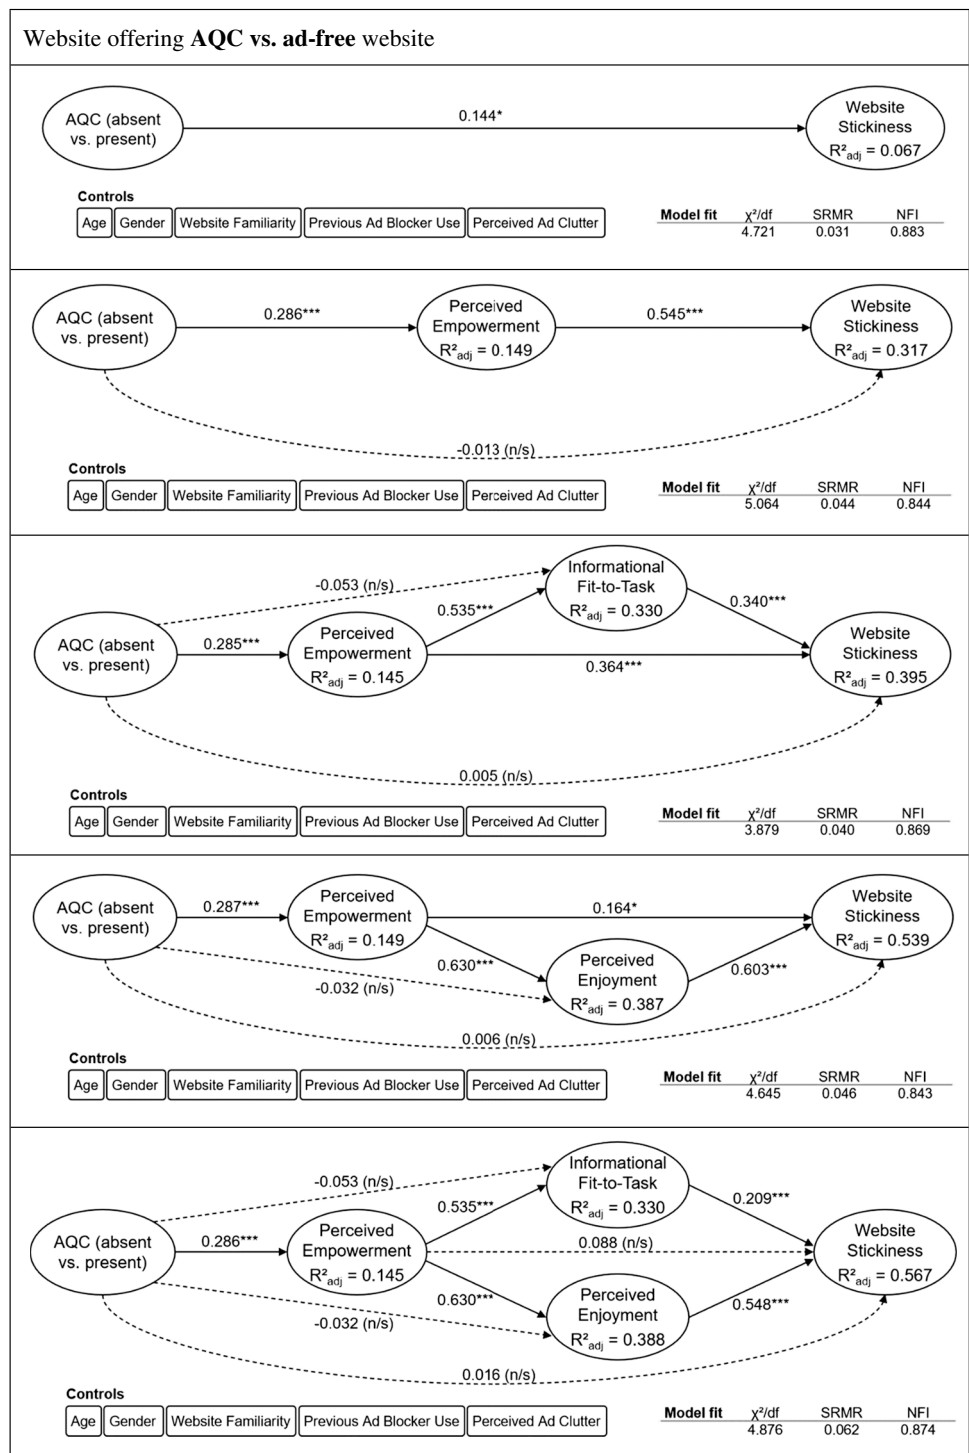 Website offering AQC vs. ad-free website
AQC (absent
vs. present)
0.144*
Website
Stickiness
R²adj = 0.067
Controls
Age Gender Website Familiarity Previous Ad Blocker Use Perceived Ad Clutter
Model fit χ²/df SRMR NFI
4.721 0.031 0.883
AQC (absent
vs. present)
0.286***
Perceived
Empowerment
R²adj = 0.149
0.545***
Website
Stickiness
R²adj = 0.317
-0.013 (n/s)
Controls
Age Gender Website Familiarity Previous Ad Blocker Use Perceived Ad Clutter
Model fit χ²/df SRMR NFI
5.064 0.044 0.844
AQC (absent
vs. present)
-0.053 (n/s)
0.285***
Perceived
Empowerment
R²adj = 0.145
0.535***
Informational
Fit-to-Task
R²adj = 0.330
0.340***
0.364***
Website
Stickiness
R²adj = 0.395
0.005 (n/s)
Controls
Age Gender Website Familiarity Previous Ad Blocker Use Perceived Ad Clutter
Model fit χ²/df SRMR NFI
3.879 0.040 0.869
AQC (absent
vs. present)
0.287***
Perceived
Empowerment
R²adj = 0.149
0.164*
0.630***
-0.032 (n/s)
Perceived
Enjoyment
R²adj = 0.387
0.603***
Website
Stickiness
R²adj = 0.539
0.006 (n/s)
Controls
Age Gender Website Familiarity Previous Ad Blocker Use Perceived Ad Clutter
Model fit χ²/df SRMR NFI
4.645 0.046 0.843
AQC (absent
vs. present)
-0.053 (n/s)
0.286***
Perceived
Empowerment
R²adj = 0.145
0.535***
Informational
Fit-to-Task
R²adj = 0.330
0.209***
0.088 (n/s)
0.630***
-0.032 (n/s)
Perceived
Enjoyment
R²adj = 0.388
0.548***
Website
Stickiness
R²adj = 0.567
0.016 (n/s)
Controls
Age Gender Website Familiarity Previous Ad Blocker Use Perceived Ad Clutter
Model fit χ²/df SRMR NFI
4.876 0.062 0.874